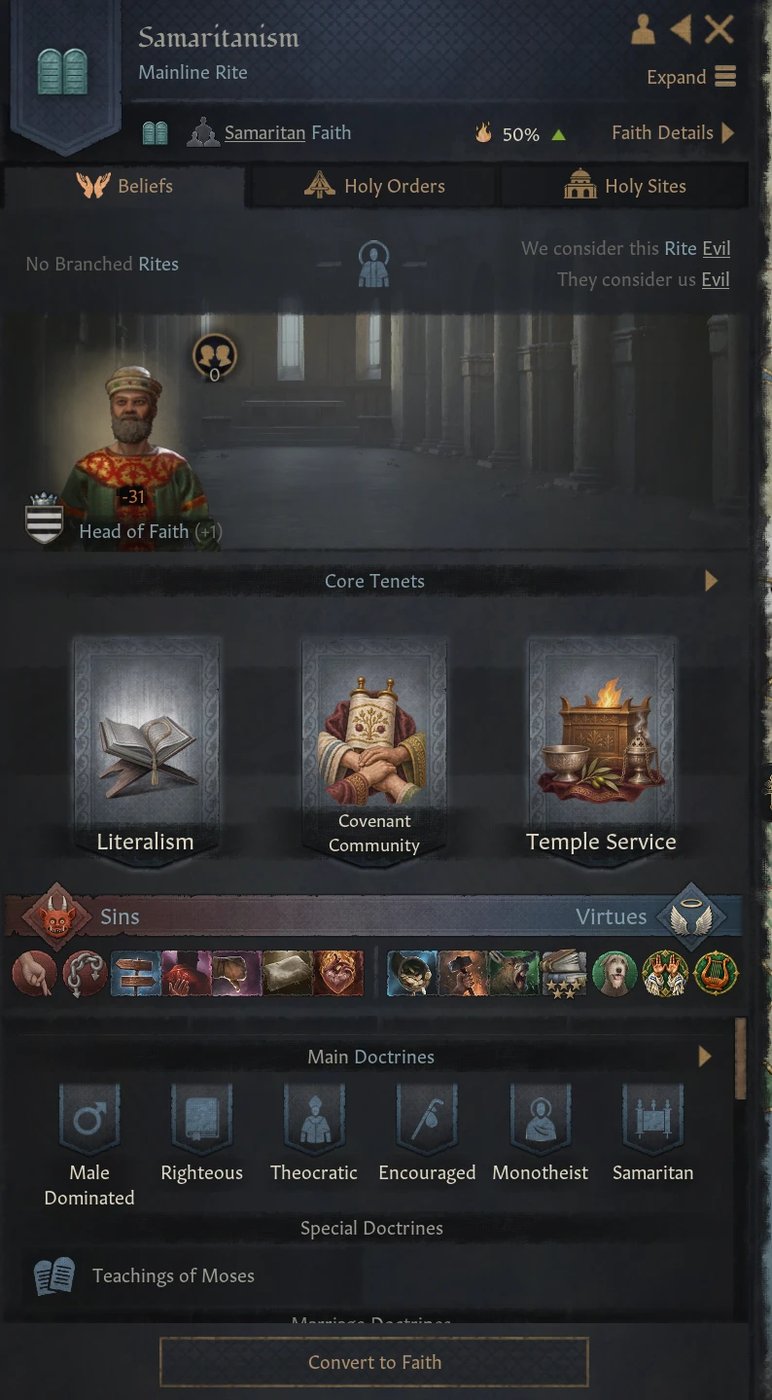 Samaritanism
Mainline Rite
Expand
Samaritan Faith
50%
Faith Details
Beliefs
Holy Orders
Holy Sites
No Branched Rites
We consider this Rite Evil
They consider us Evil
0
-31
Head of Faith (+1)
Core Tenets
Literalism
Covenant
Community
Temple Service
Sins
Virtues
Main Doctrines
Male
Dominated
Righteous
Theocratic
Encouraged
Monotheist
Samaritan
Special Doctrines
Teachings of Moses
Marriage Doctrines
Convert to Faith